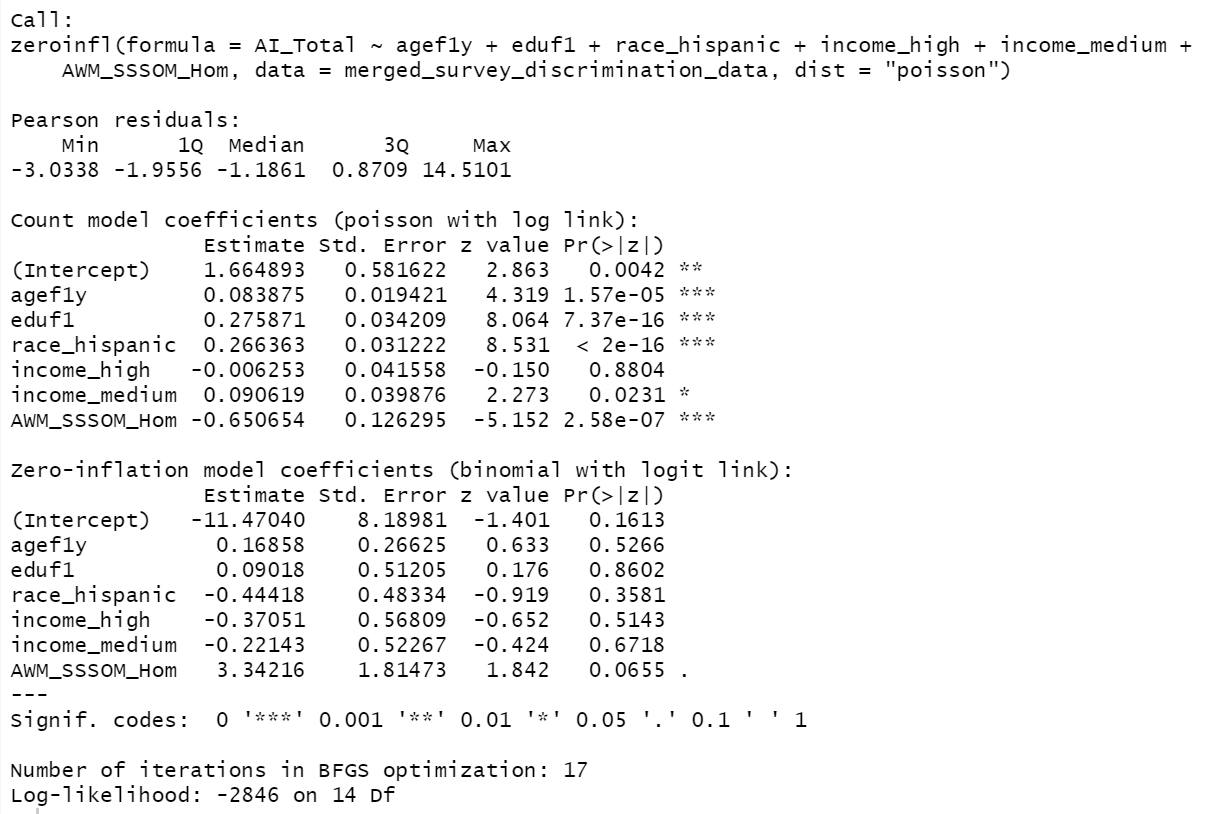 Call:
zeroinfl(formula = AI_Total ~ agef1y + eduf1 + race_hispanic + income_high + income_medium +
    AWM_SSSOM_Hom, data = merged_survey_discrimination_data, dist = "poisson")

Pearson residuals:
    Min      1Q  Median      3Q     Max
-3.0338 -1.9556 -1.1861  0.8709 14.5101

Count model coefficients (poisson with log link):
               Estimate Std. Error z value Pr(>|z|)
(Intercept)    1.664893   0.581622   2.863   0.0042 **
agef1y         0.083875   0.019421   4.319 1.57e-05 ***
eduf1          0.275871   0.034209   8.064 7.37e-16 ***
race_hispanic  0.266363   0.031222   8.531  < 2e-16 ***
income_high   -0.006253   0.041558  -0.150   0.8804
income_medium  0.090619   0.039876   2.273   0.0231 *
AWM_SSSOM_Hom -0.650654   0.126295  -5.152 2.58e-07 ***

Zero-inflation model coefficients (binomial with logit link):
               Estimate Std. Error z value Pr(>|z|)
(Intercept)   -11.47040    8.18981  -1.401   0.1613
agef1y          0.16858    0.26625   0.633   0.5266
eduf1           0.09018    0.51205   0.176   0.8602
race_hispanic  -0.44418    0.48334  -0.919   0.3581
income_high    -0.37051    0.56809  -0.652   0.5143
income_medium  -0.22143    0.52267  -0.424   0.6718
AWM_SSSOM_Hom   3.34216    1.81473   1.842   0.0655 .
---
Signif. codes:  0 '***' 0.001 '**' 0.01 '*' 0.05 '.' 0.1 ' ' 1

Number of iterations in BFGS optimization: 17
Log-likelihood: -2846 on 14 Df